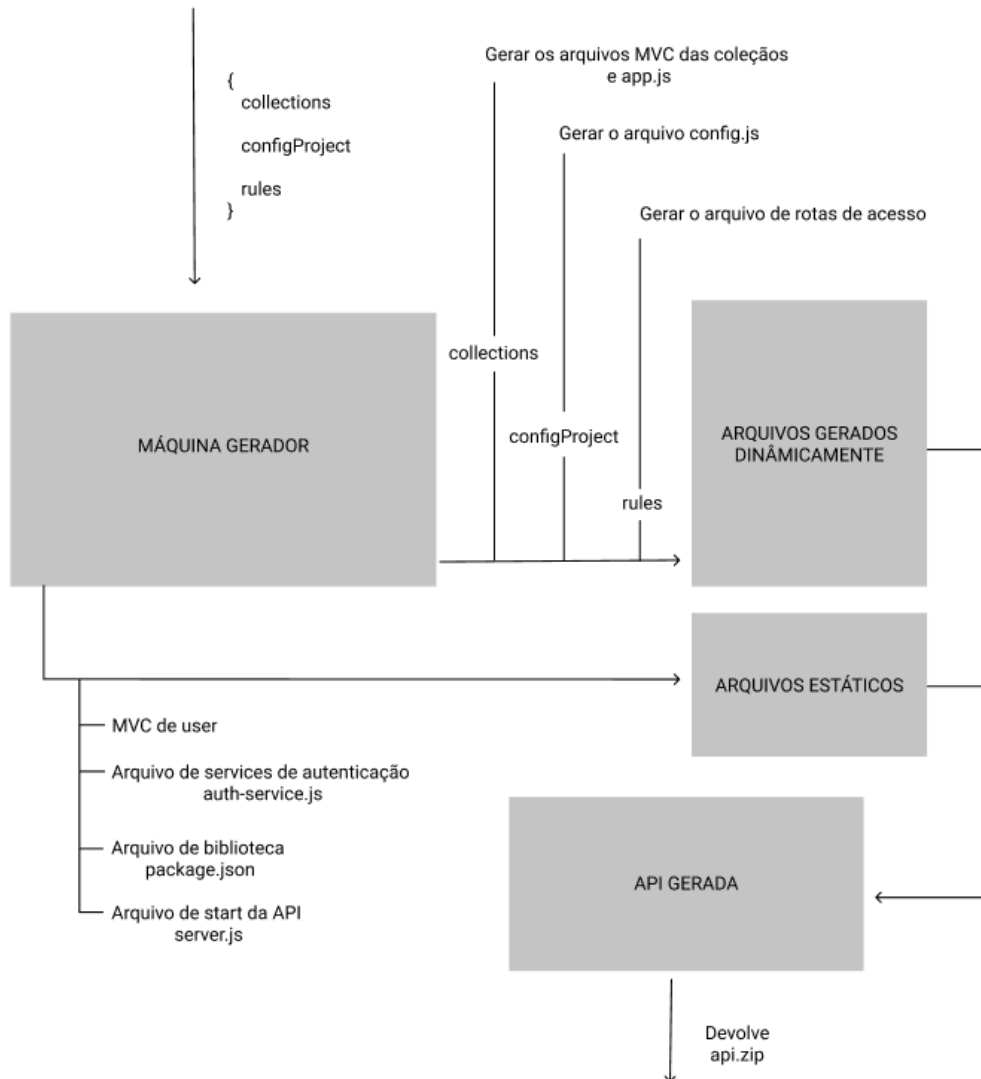 {
collections
configProject
rules
}
Gerar os arquivos MVC das coleçãos
e app.js
Gerar o arquivo config.js
Gerar o arquivo de rotas de acesso
collections
configProject
rules
MÁQUINA GERADOR
ARQUIVOS GERADOS
DINÂMICAMENTE
ARQUIVOS ESTÁTICOS
MVC de user
Arquivo de services de autenticação
auth-service.js
Arquivo de biblioteca
package.json
Arquivo de start da API
server.js
API GERADA
Devolve
api.zip